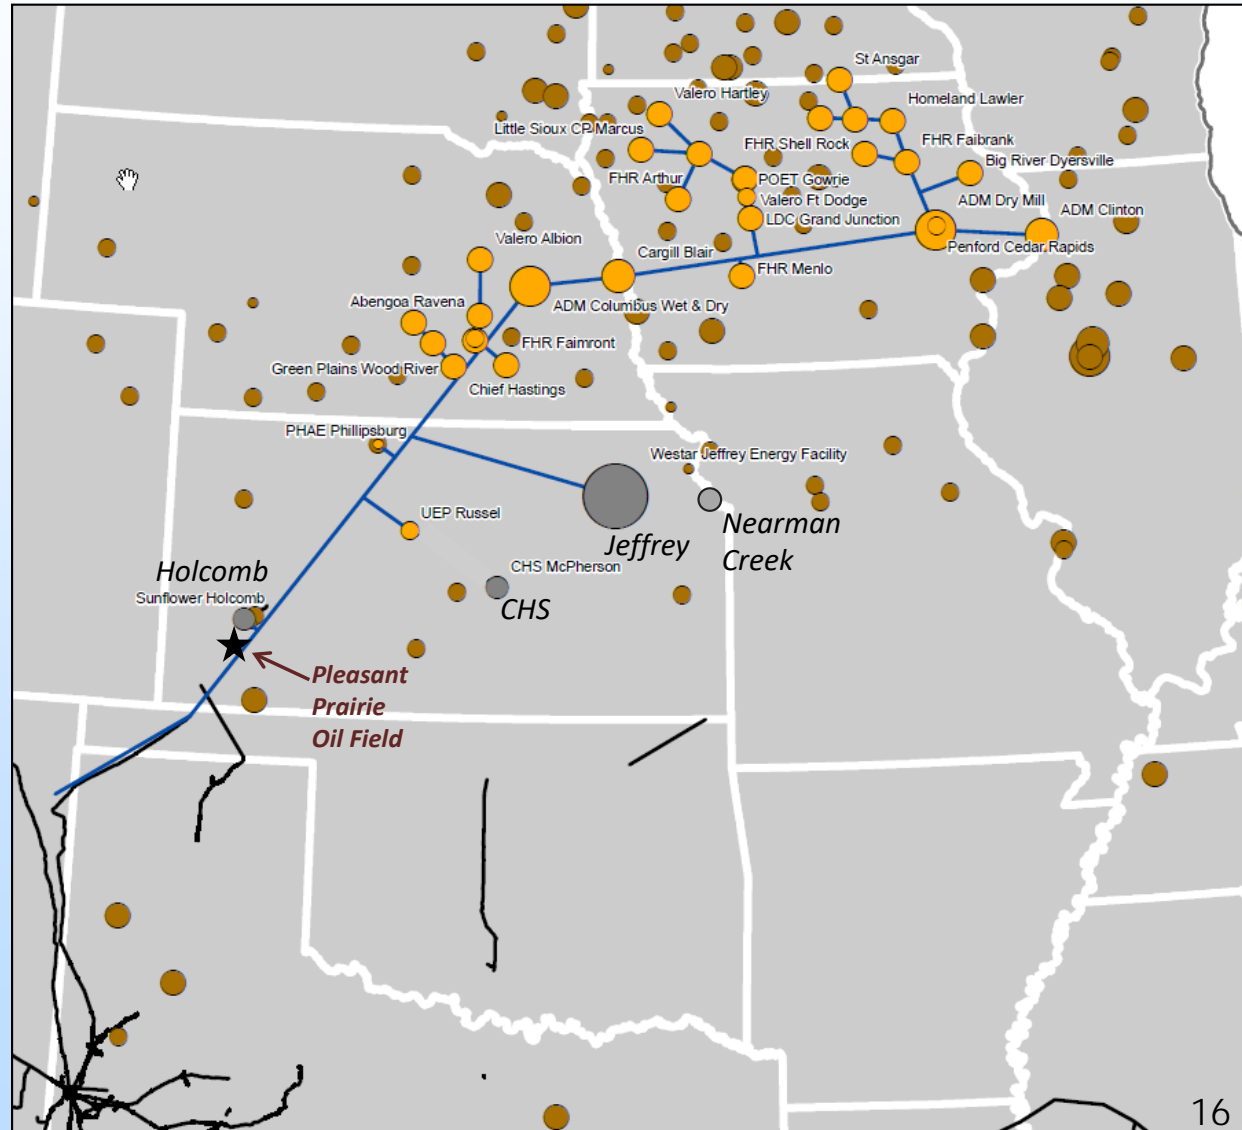 St Ansgar
Valero Hartley
Homeland Lawler
Little Sioux CP Marcus
FHR Shell Rock
FHR Faibrank
Big River Dyersville
FHR Arthur
POET Gowrie
Valero Ft Dodge
ADM Dry Mill
ADM Clinton
LDC Grand Junction
Valero Albion
Cargill Blair
Penford Cedar Rapids
FHR Menlo
Abengoa Ravena
ADM Columbus Wet & Dry
FHR Faimront
Green Plains Wood River
Chief Hastings
PHAE Phillipsburg
Westar Jeffrey Energy Facility
UEP Russel
Jeffrey
Nearman
Creek
CHS McPherson
Holcomb
Sunflower Holcomb
CHS
Pleasant
Prairie
Oil Field
16